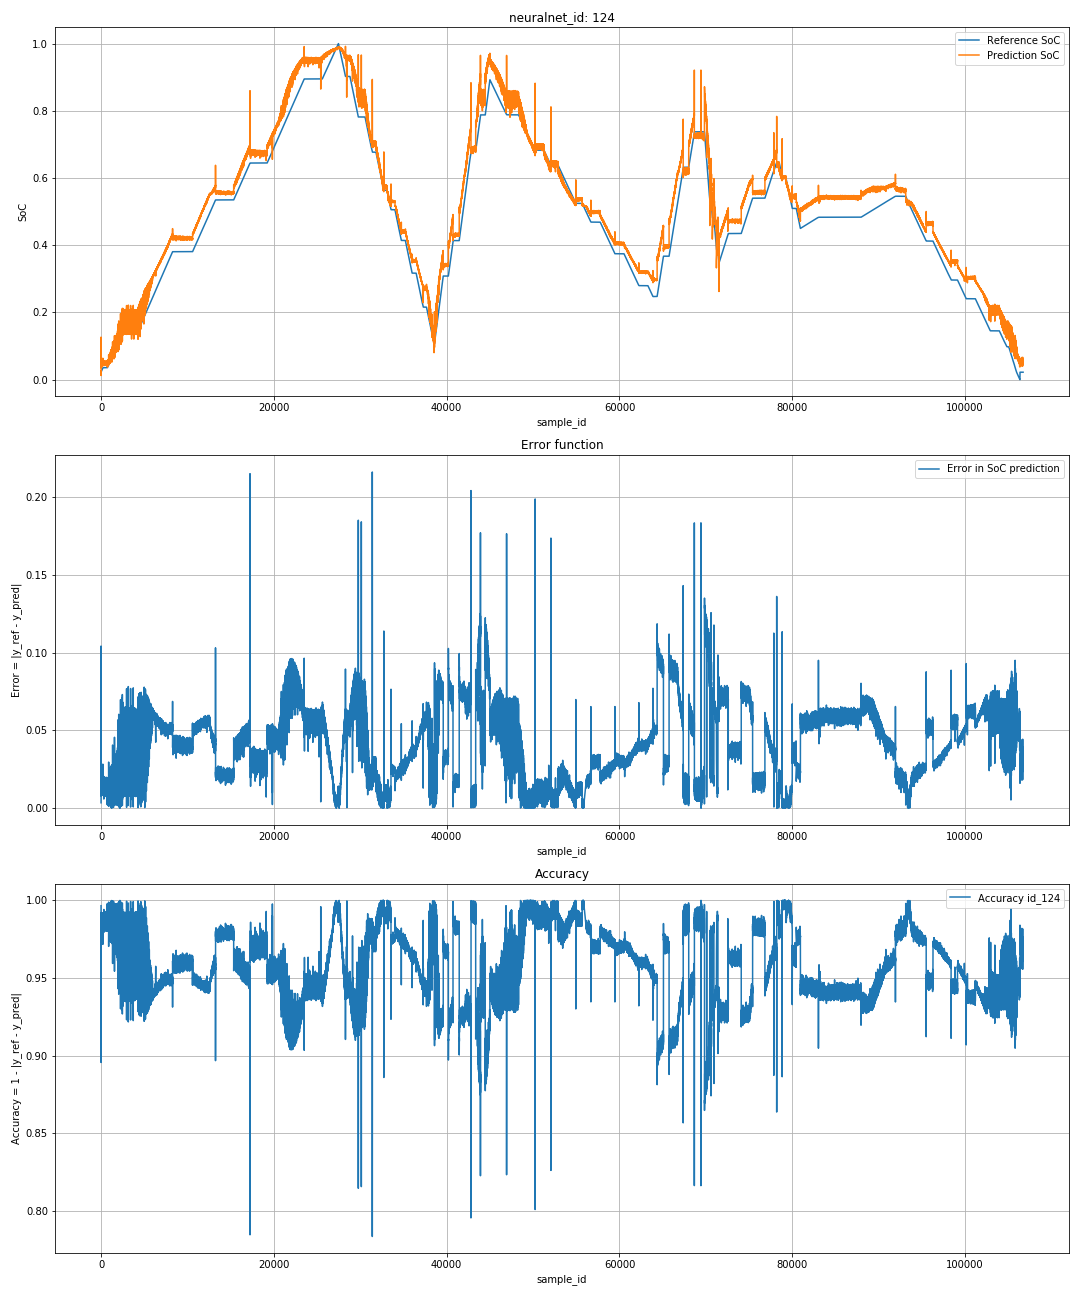 neuralnet_id: 124
Reference SoC
Prediction SoC
SoC
1.0
0.8
0.6
0.4
0.2
0.0
0 20000 40000 60000 80000 100000
sample_id
Error function
Error in SoC prediction
Error = |y_ref - y_pred|
0.20
0.15
0.10
0.05
0.00
0 20000 40000 60000 80000 100000
sample_id
Accuracy
Accuracy id_124
Accuracy = 1 - |y_ref - y_pred|
1.00
0.95
0.90
0.85
0.80
0 20000 40000 60000 80000 100000
sample_id